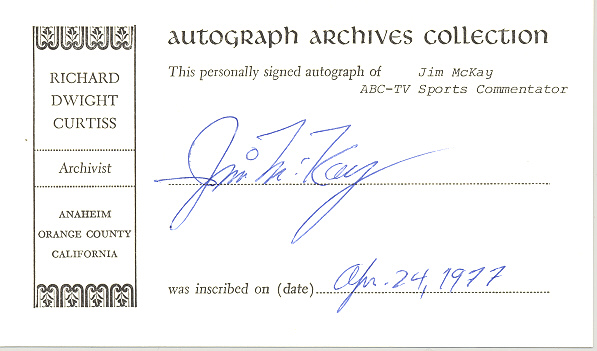 RICHARD
DWIGHT
CURTISS
Archivist
ANAHEIM
ORANGE COUNTY
CALIFORNIA
AUTOGRAPH ARCHIVES COLLECTION
This personally signed autograph of Jim McKay
ABC-TV Sports Commentator
Jim McKay
was inscribed on (date) Apr. 24, 1977